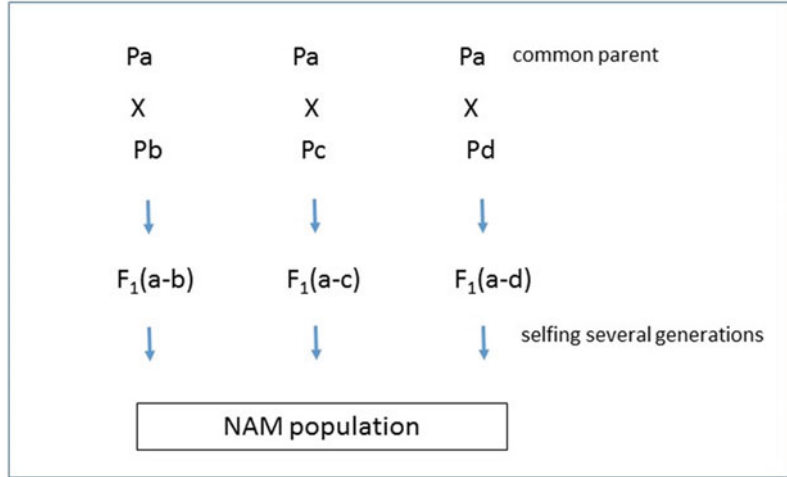 Pa Pa Pa common parent
X X X
Pb Pc Pd
F₁(a-b) F₁(a-c) F₁(a-d)
selfing several generations
NAM population